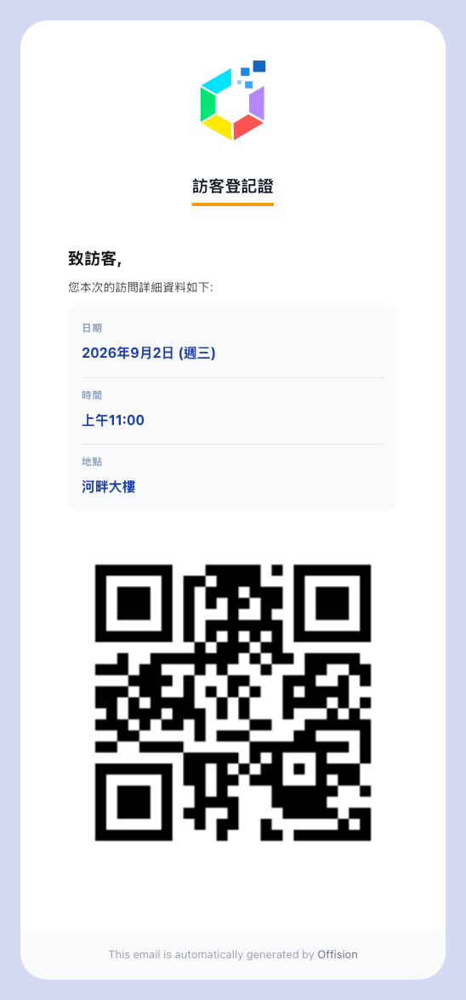 訪客登記證
致訪客,
您本次的訪問詳細資料如下:
日期
2026年9月2日 (週三)
時間
上午11:00
地點
河畔大樓
This email is automatically generated by Offision